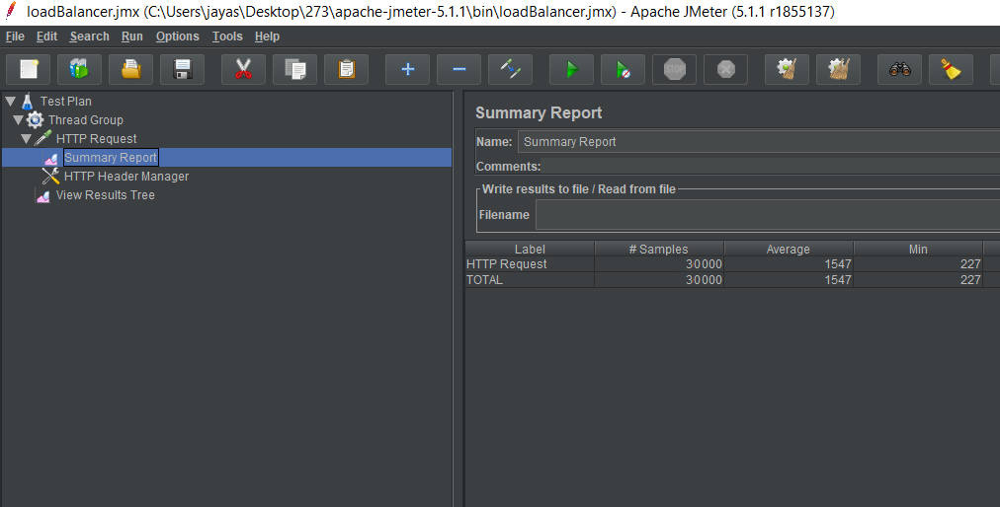 loadBalancer.jmx (C:\Users\jayas\Desktop\273\apache-jmeter-5.1.1\bin\loadBalancer.jmx) - Apache JMeter (5.1.1 r1855137)
File Edit Search Run Options Tools Help
STOP
Test Plan
Thread Group
HTTP Request
Summary Report
HTTP Header Manager
View Results Tree
Summary Report
Name: Summary Report
Comments:
Write results to file / Read from file
Filename
Label # Samples Average Min
HTTP Request 30000 1547 227
TOTAL 30000 1547 227